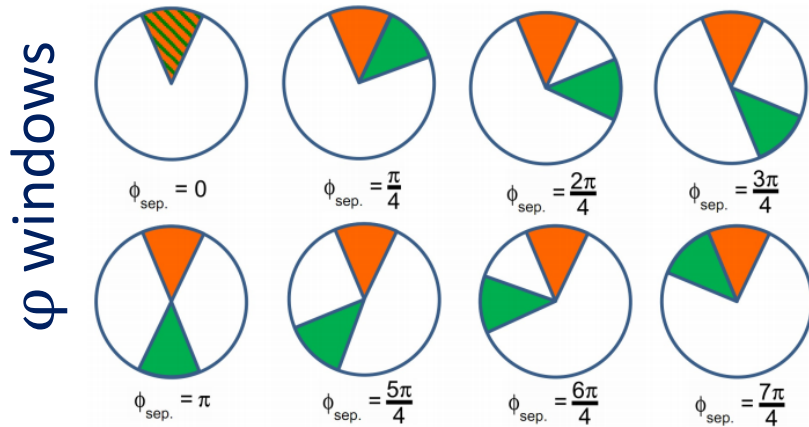 φ windows
ϕsep. = 0
ϕsep. = π/4
ϕsep. = 2π/4
ϕsep. = 3π/4
ϕsep. = π
ϕsep. = 5π/4
ϕsep. = 6π/4
ϕsep. = 7π/4